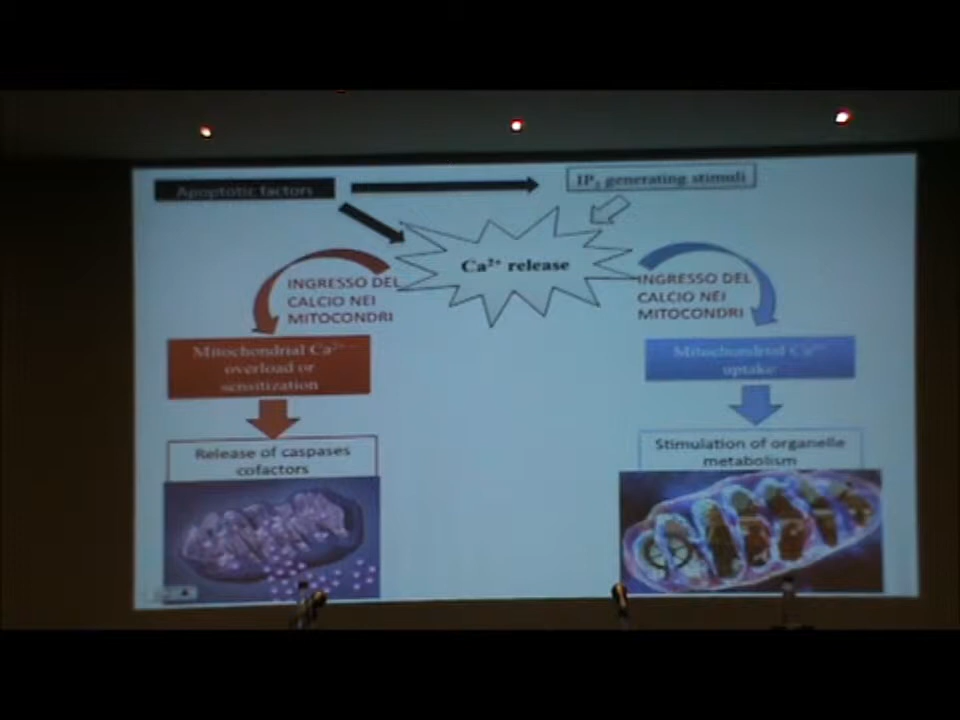 Apoptotic factors
IP₃ generating stimuli
Ca²⁺ release
INGRESSO DEL
CALCIO NEI
MITOCONDRI
INGRESSO DEL
CALCIO NEI
MITOCONDRI
Mitochondrial Ca²⁺
overload or
sensitization
Mitochondrial Ca²⁺
uptake
Release of caspases
cofactors
Stimulation of organelle
metabolism